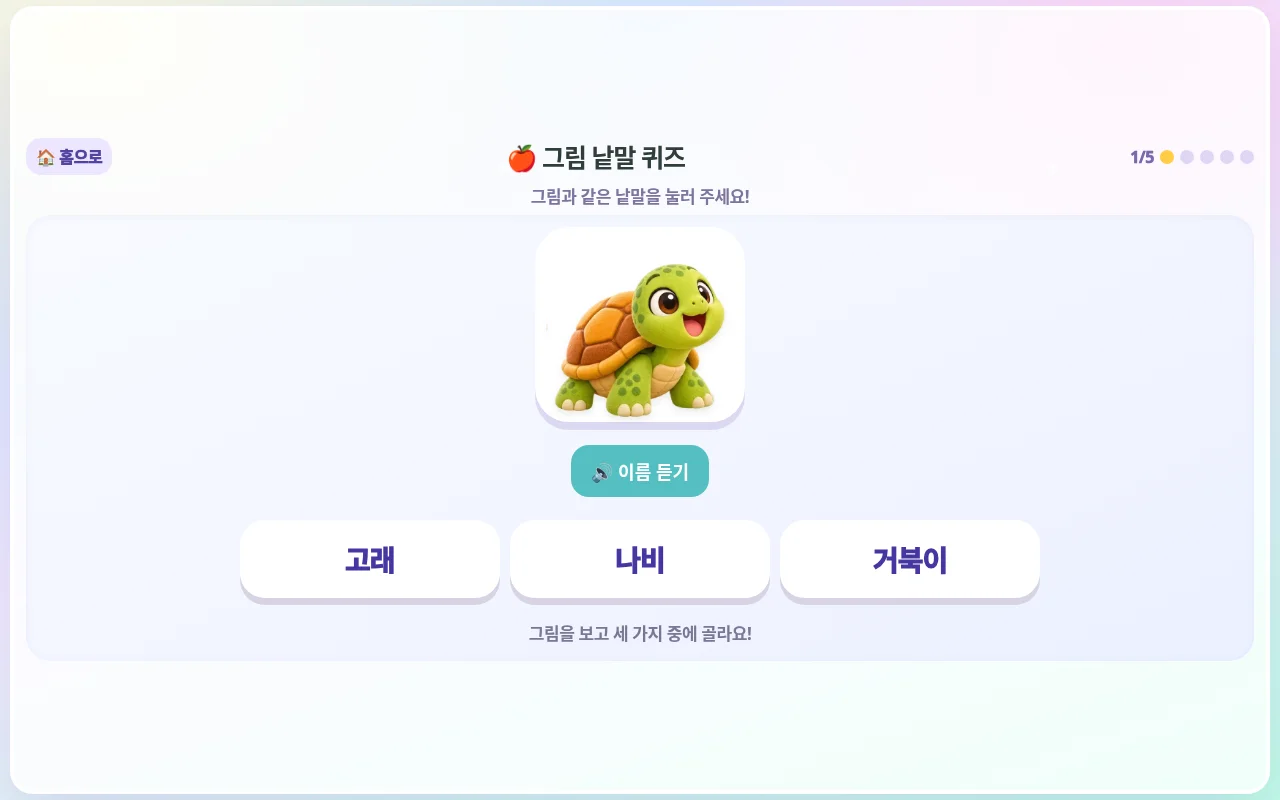 🏠 홈으로
🍎 그림 낱말 퀴즈
1/5
그림과 같은 낱말을 눌러 주세요!
🔊 이름 듣기
고래
나비
거북이
그림을 보고 세 가지 중에 골라요!